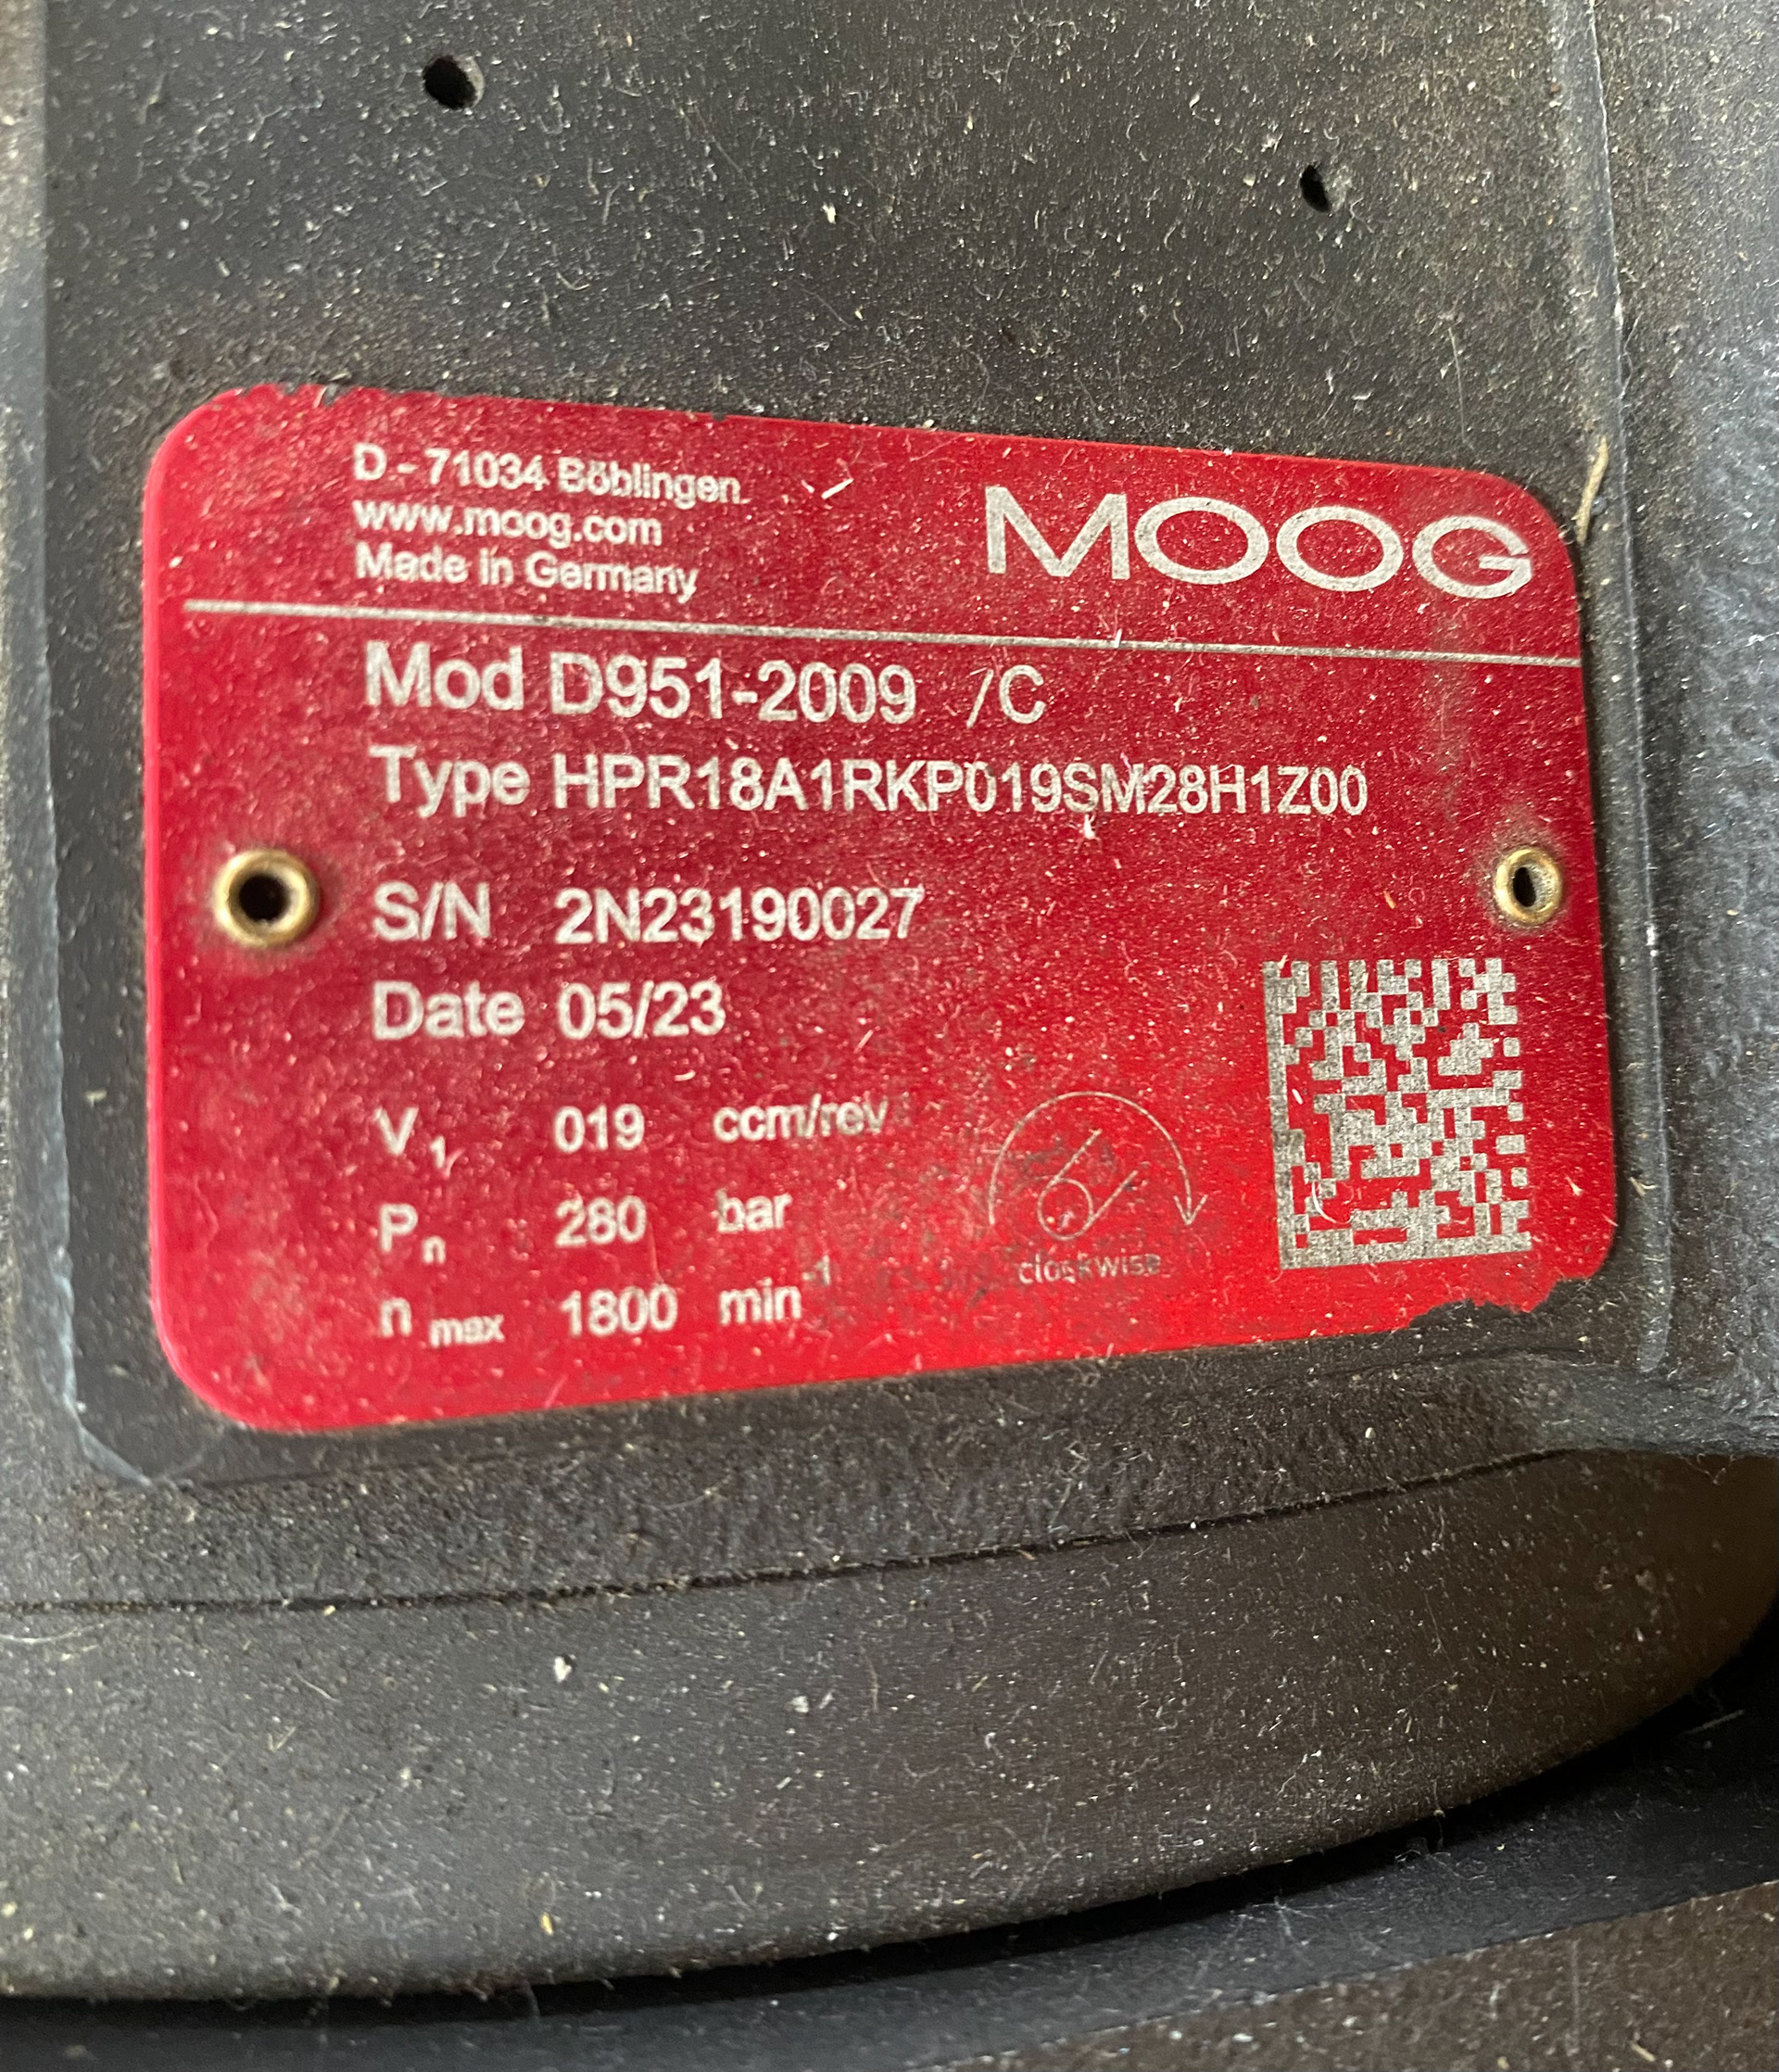 D - 71034 Böblingen
www.moog.com
Made in Germany
MOOG
Mod D951-2009 /C
Type HPR18A1RKP019SM28H1Z00
S/N 2N23190027
Date 05/23
V1 019 ccm/rev
Pn 280 bar
n max 1800 min-1
clockwise